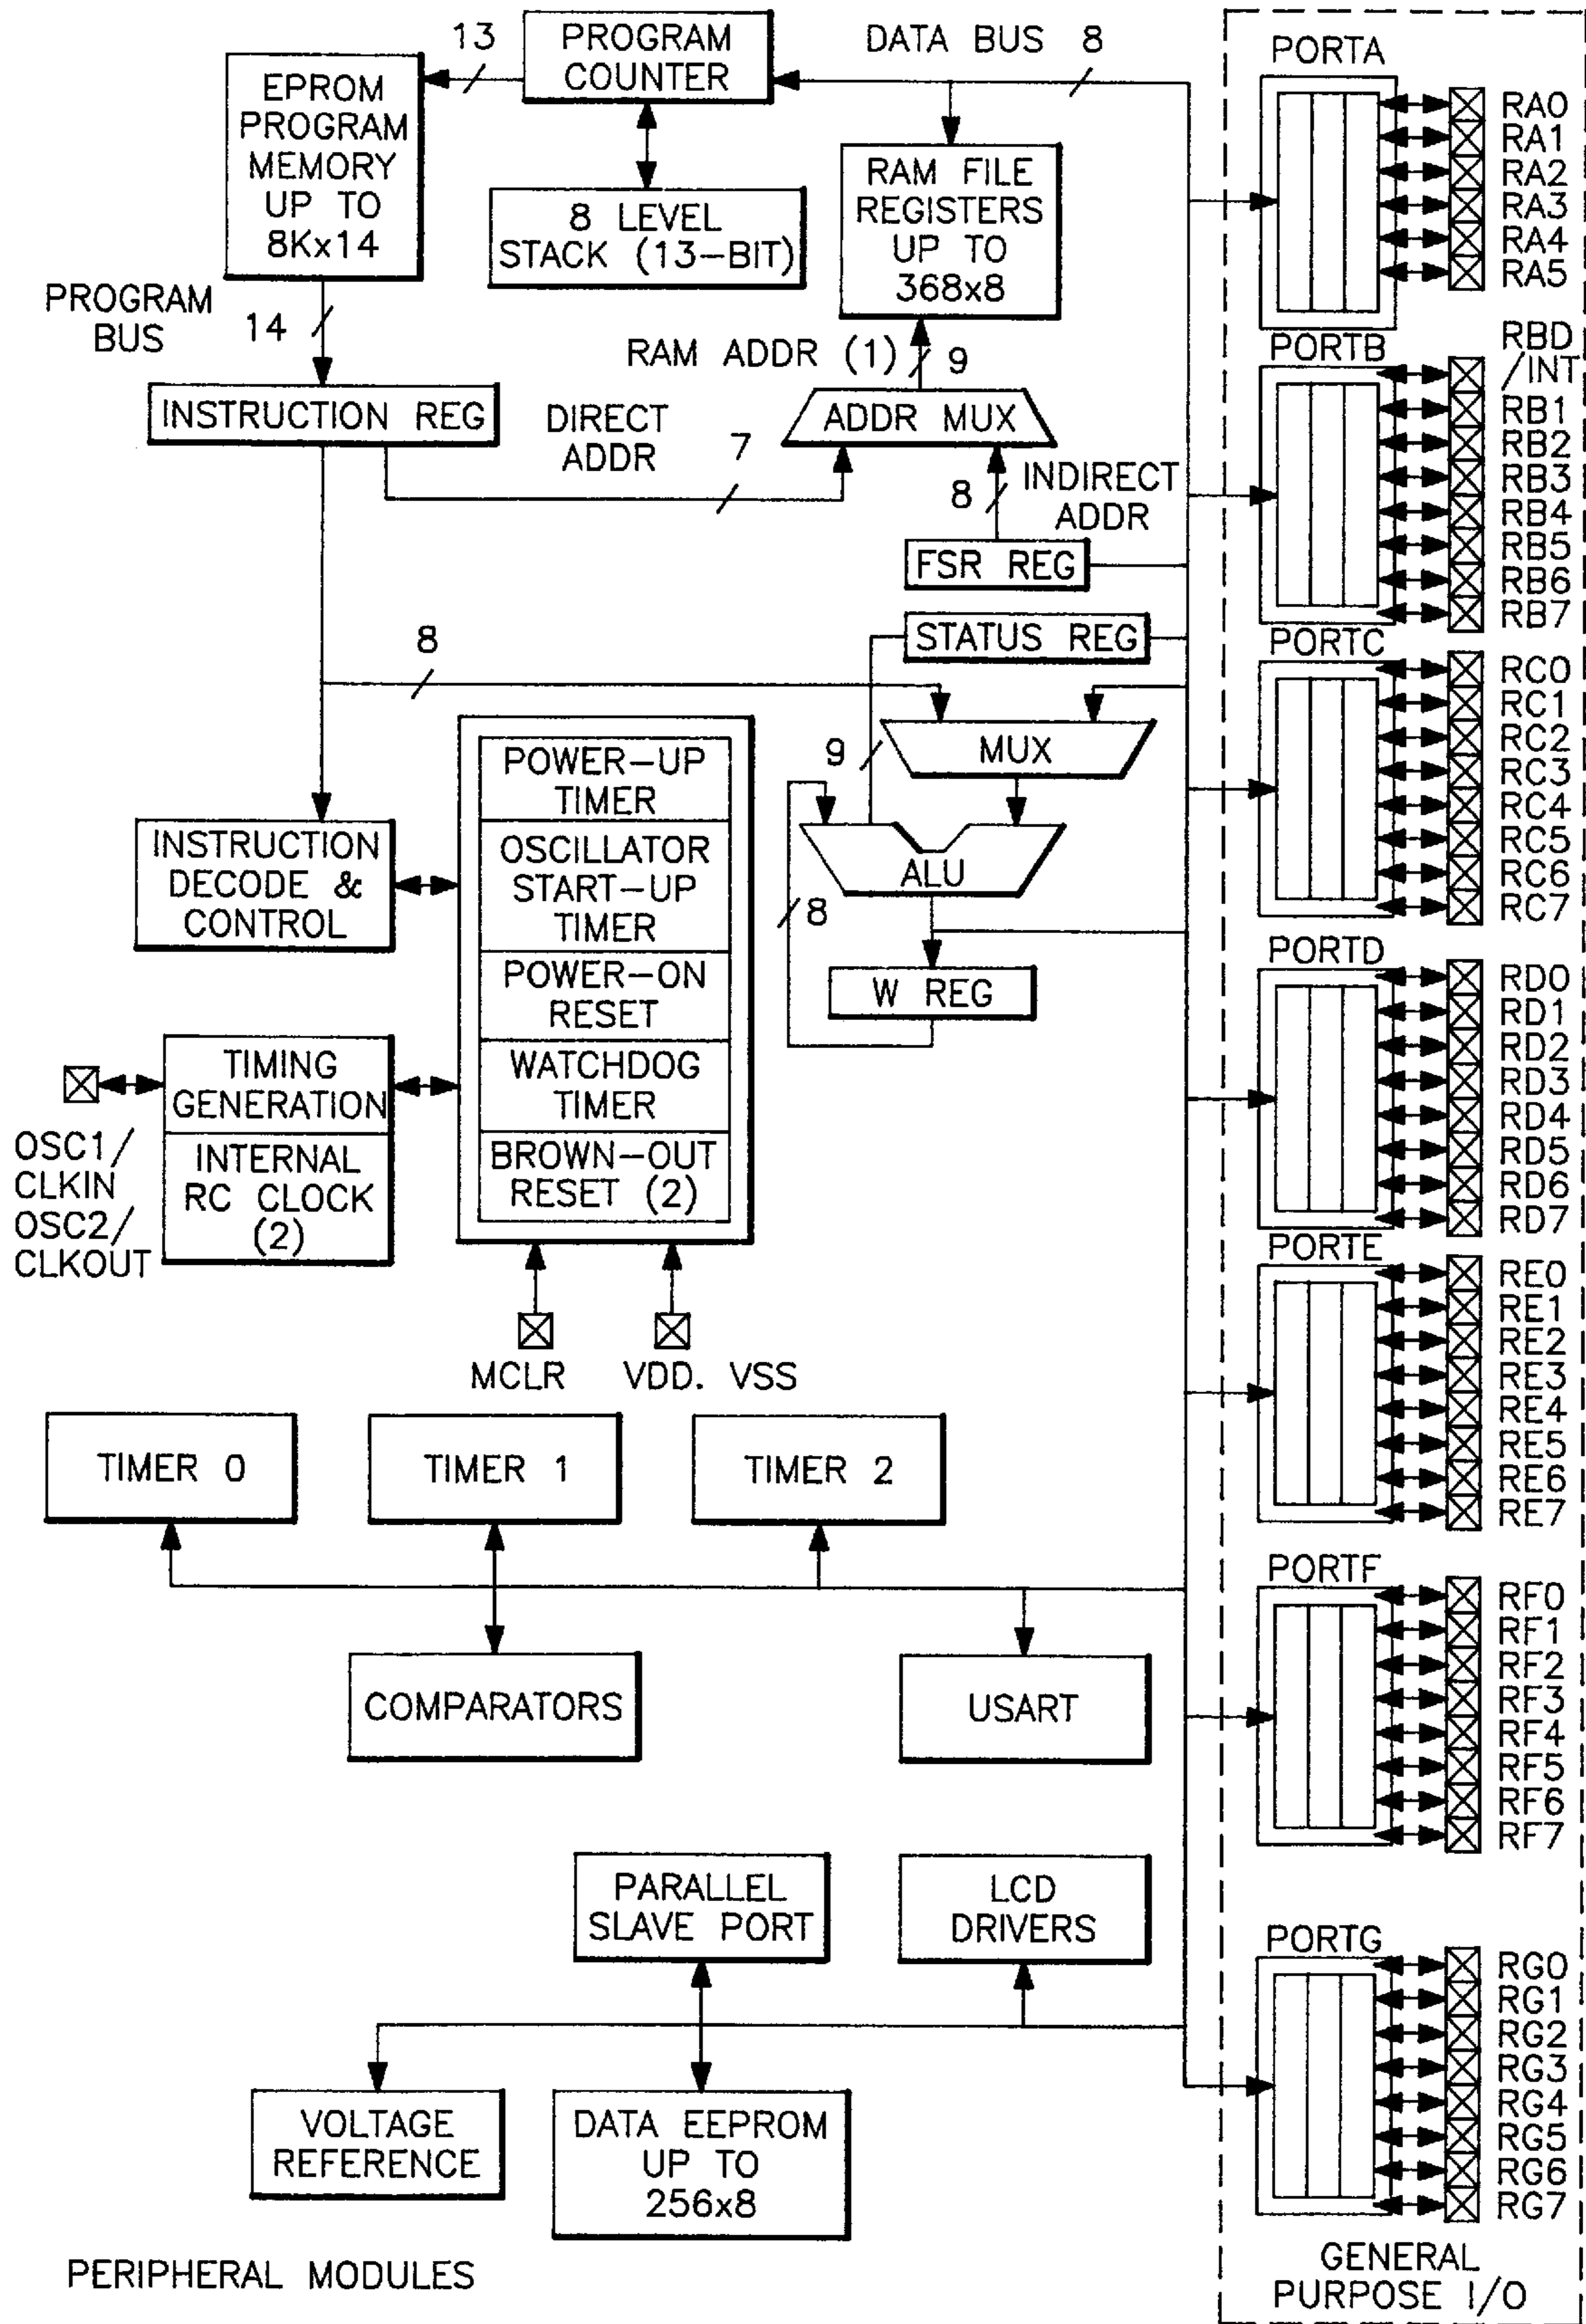 13
PROGRAM
COUNTER
DATA BUS 8
EPROM
PROGRAM
MEMORY
UP TO
8Kx14
8 LEVEL
STACK (13-BIT)
RAM FILE
REGISTERS
UP TO
368x8
PROGRAM
BUS
14
RAM ADDR (1)
9
INSTRUCTION REG
DIRECT
ADDR
7
ADDR MUX
8
INDIRECT
ADDR
FSR REG
STATUS REG
8
MUX
9
ALU
8
W REG
INSTRUCTION
DECODE &
CONTROL
POWER-UP
TIMER
OSCILLATOR
START-UP
TIMER
POWER-ON
RESET
WATCHDOG
TIMER
BROWN-OUT
RESET (2)
TIMING
GENERATION
INTERNAL
RC CLOCK
(2)
OSC1/
CLKIN
OSC2/
CLKOUT
MCLR
VDD. VSS
TIMER 0
TIMER 1
TIMER 2
COMPARATORS
USART
PARALLEL
SLAVE PORT
LCD
DRIVERS
VOLTAGE
REFERENCE
DATA EEPROM
UP TO
256x8
PERIPHERAL MODULES
PORTA
RA0
RA1
RA2
RA3
RA4
RA5
PORTB
RBD
/INT
RB1
RB2
RB3
RB4
RB5
RB6
RB7
PORTC
RC0
RC1
RC2
RC3
RC4
RC5
RC6
RC7
PORTD
RD0
RD1
RD2
RD3
RD4
RD5
RD6
RD7
PORTE
RE0
RE1
RE2
RE3
RE4
RE5
RE6
RE7
PORTF
RF0
RF1
RF2
RF3
RF4
RF5
RF6
RF7
PORTG
RG0
RG1
RG2
RG3
RG4
RG5
RG6
RG7
GENERAL
PURPOSE I/O